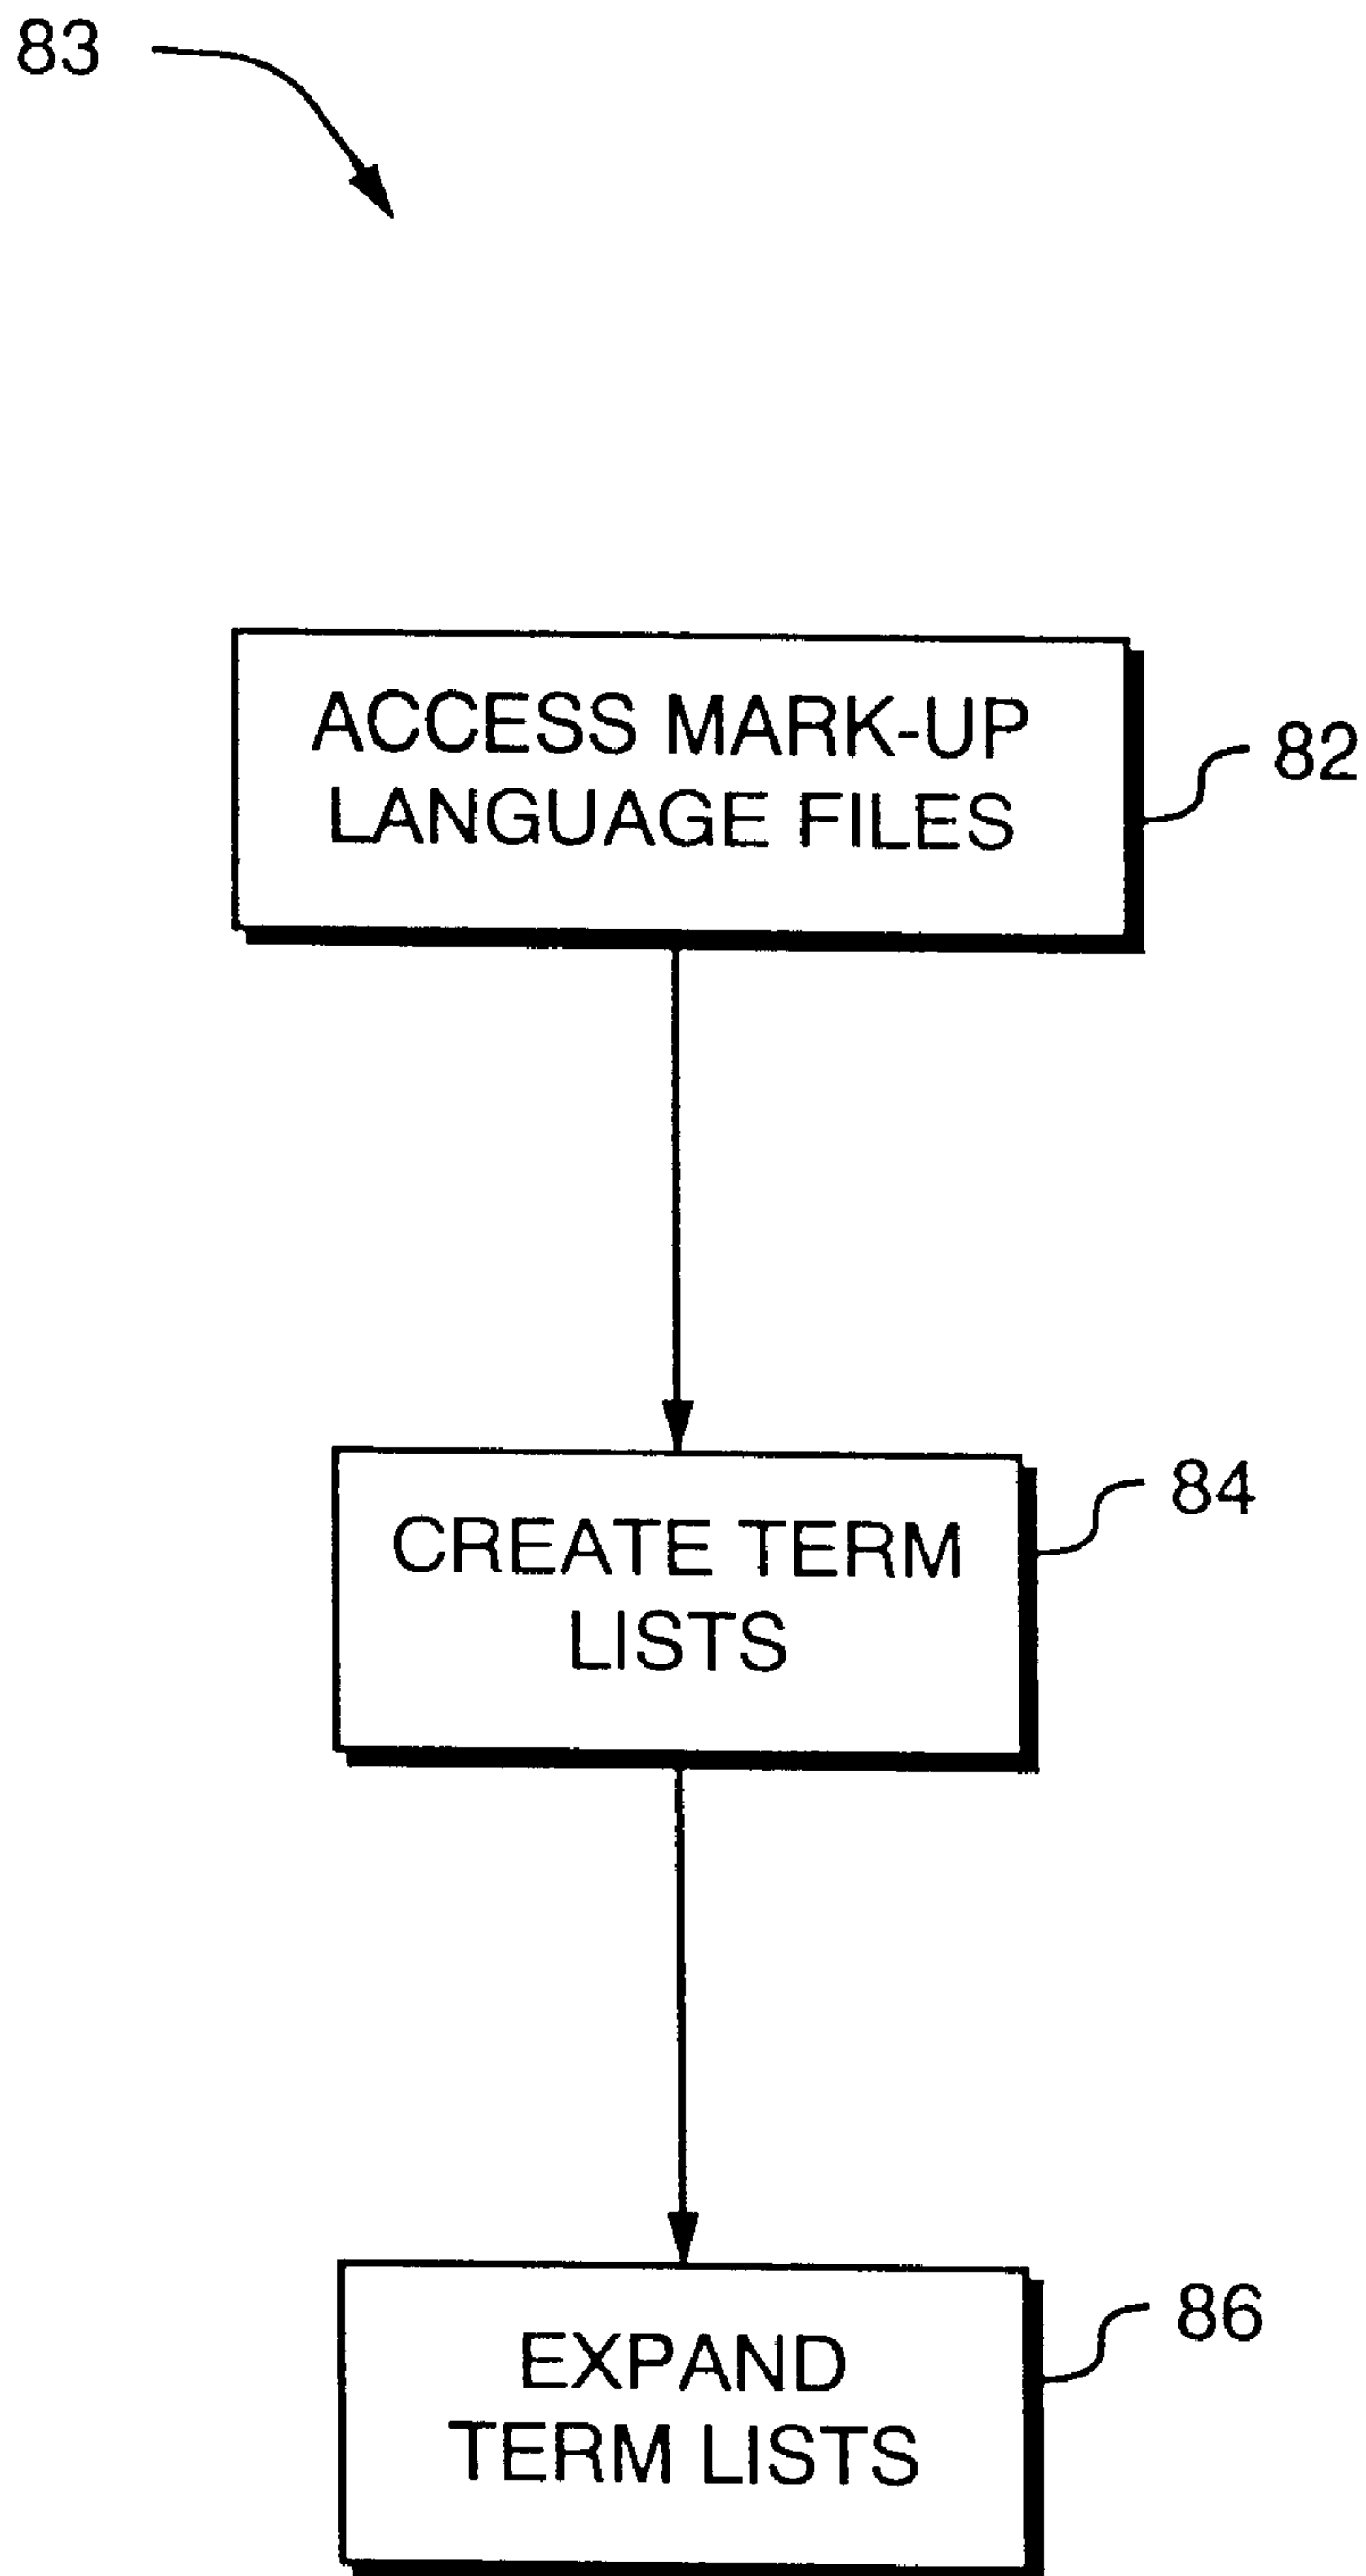 83
ACCESS MARK-UP
LANGUAGE FILES
82
CREATE TERM
LISTS
84
EXPAND
TERM LISTS
86